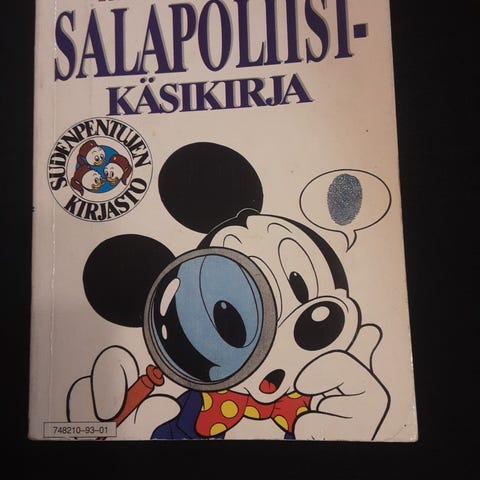 SALAPOLIISI-
KÄSIKIRJA
SUDENPENTUJEN
KIRJASTO
748210-93-01